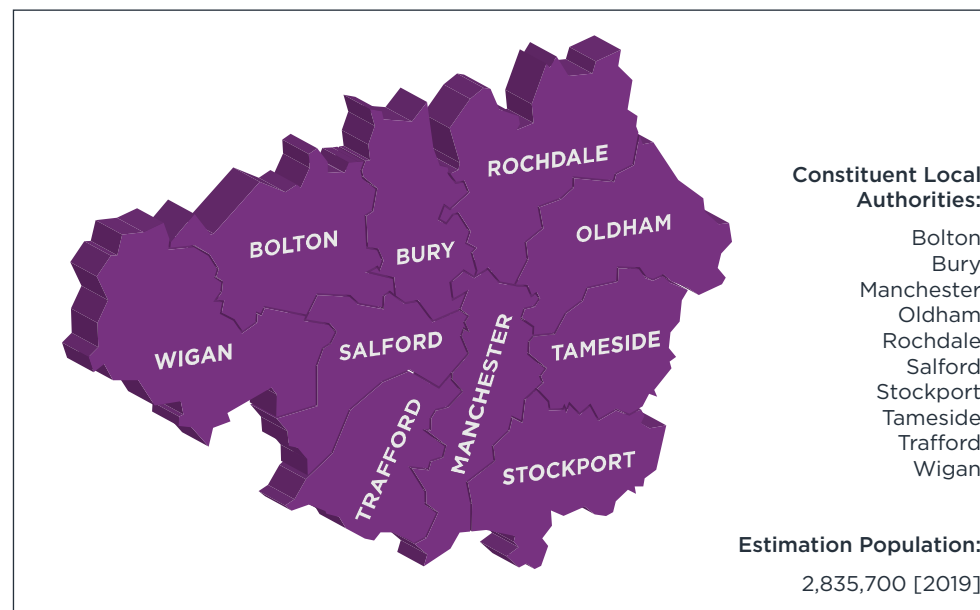 ROCHDALE
OLDHAM
BOLTON
BURY
WIGAN
SALFORD
TAMESIDE
MANCHESTER
TRAFFORD
STOCKPORT
Constituent Local
Authorities:
Bolton
Bury
Manchester
Oldham
Rochdale
Salford
Stockport
Tameside
Trafford
Wigan
Estimation Population:
2,835,700 [2019]